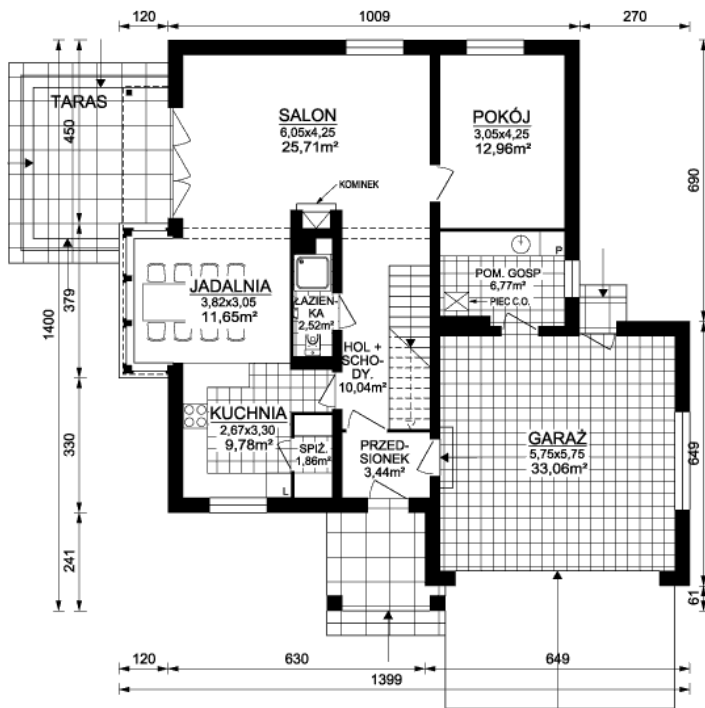 120
1009
270
TARAS
450
SALON
6,05x4,25
25,71m²
POKÓJ
3,05x4,25
12,96m²
KOMINEK
690
1400
379
JADALNIA
3,82x3,05
11,65m²
ŁAZIEN-
KA
2,52m²
P
POM. GOSP
6,77m²
PIEC C.O.
HOL +
SCHO-
DY.
10,04m²
330
KUCHNIA
2,67x3,30
9,78m²
SPIŻ.
1,86m²
L
PRZED-
SIONEK
3,44m²
GARAŻ
5,75x5,75
33,06m²
649
241
61
120
630
649
1399